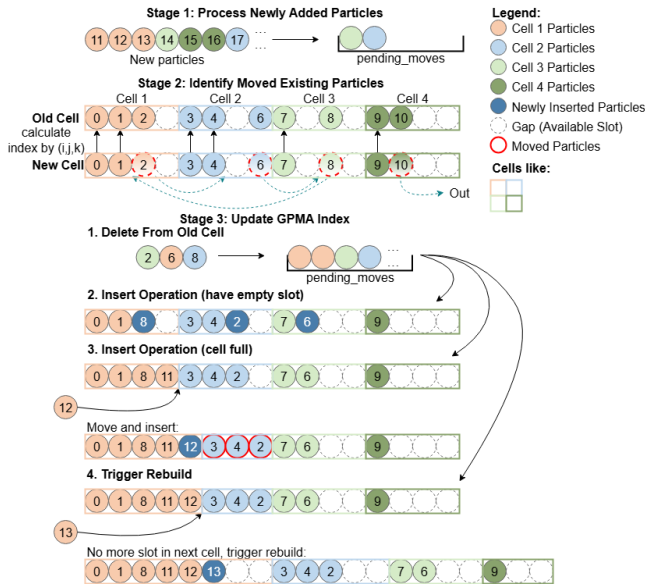 Stage 1: Process Newly Added Particles
11 12 13 14 15 16 17 ... ...
New particles
pending_moves
Stage 2: Identify Moved Existing Particles
Cell 1 Cell 2 Cell 3 Cell 4
Old Cell 0 1 2 3 4 6 7 8 9 10
calculate
index by (i,j,k)
New Cell 0 1 2 3 4 6 7 8 9 10
Out
Stage 3: Update GPMA Index
1. Delete From Old Cell
2 6 8 ... ...
pending_moves
2. Insert Operation (have empty slot)
0 1 8 3 4 2 7 6 9
3. Insert Operation (cell full)
0 1 8 11 3 4 2 7 6 9
12
Move and insert:
0 1 8 11 12 3 4 2 7 6 9
4. Trigger Rebuild
0 1 8 11 12 3 4 2 7 6 9
13
No more slot in next cell, trigger rebuild:
0 1 8 11 12 13 3 4 2 7 6 9
Legend:
Cell 1 Particles
Cell 2 Particles
Cell 3 Particles
Cell 4 Particles
Newly Inserted Particles
Gap (Available Slot)
Moved Particles
Cells like: